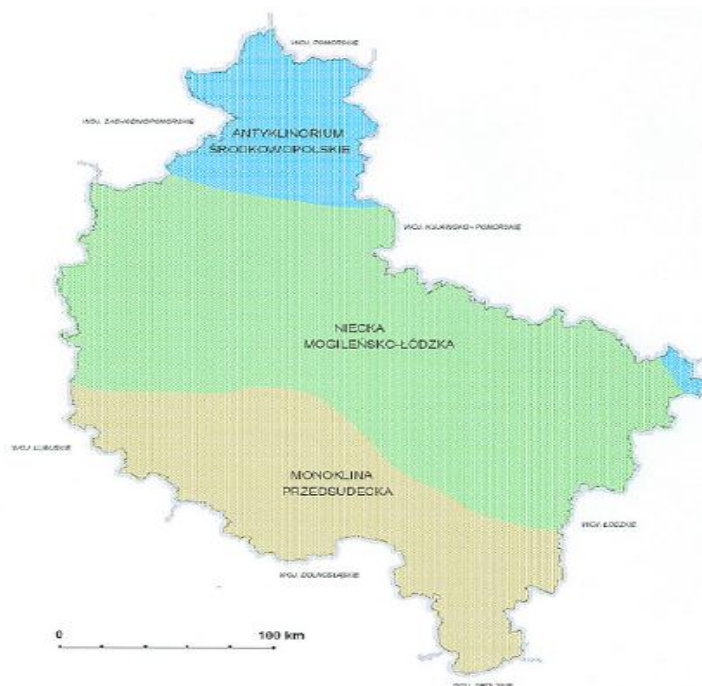 WOJ. POMORSKIE
WOJ. ZACHODNIOPOMORSKIE
ANTYKLINORIUM
ŚRODKOWOPOLSKIE
WOJ. KUJAWSKO - POMORSKIE
NIECKA
MOGILEŃSKO-ŁÓDZKA
WOJ. LUBUSKIE
MONOKLINA
PRZEDSUDECKA
WOJ. ŁÓDZKIE
WOJ. DOLNOŚLĄSKIE
0 100 km
WOJ.